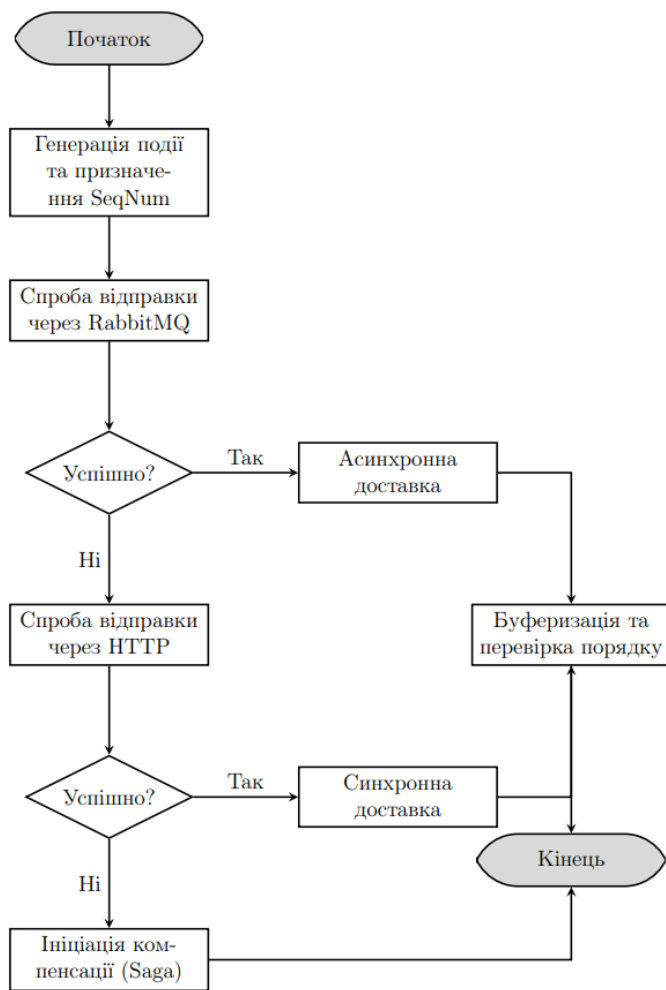 Початок
Генерація події
та призначе-
ння SeqNum
Спроба відправки
через RabbitMQ
Успішно?
Так
Асинхронна
доставка
Ні
Спроба відправки
через HTTP
Буферизація та
перевірка порядку
Успішно?
Так
Синхронна
доставка
Кінець
Ні
Ініціація ком-
пенсації (Saga)